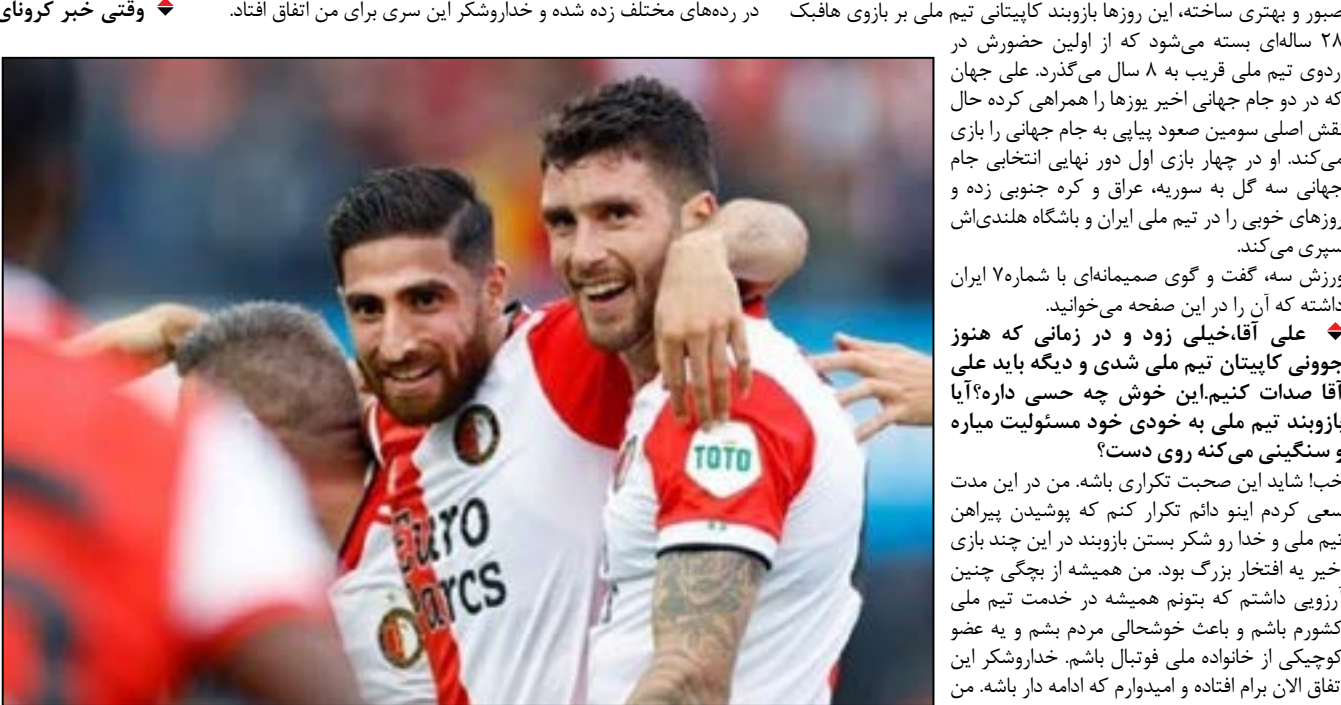 صبور و بهتری ساخته، این روزها بازوبند کاپیتانی تیم ملی بر بازوی هافبک
۲۸ ساله‌ای بسته می‌شود که از اولین حضورش در
ردوی تیم ملی قریب به ۸ سال می‌گذرد. علی جهان
که در دو جام جهانی اخیر یوزها را همراهی کرده حال
نقش اصلی سومین صعود پیاپی به جام جهانی را بازی
می‌کند. او در چهار بازی اول دور نهایی انتخابی جام
جهانی سه گل به سوریه، عراق و کره جنوبی زده و
روزهای خوبی را در تیم ملی ایران و باشگاه هلندی‌اش
سپری می‌کند.
ورزش سه، گفت و گوی صمیمانه‌ای با شماره۷ ایران
داشته که آن را در این صفحه می‌خوانید.
علی آقا،خیلی زود و در زمانی که هنوز
جوونی کاپیتان تیم ملی شدی و دیگه باید علی
آقا صدات کنیم.این خوش چه حسی داره؟آیا
بازوبند تیم ملی به خودی خود مسئولیت میاره
و سنگینی می‌کنه روی دست؟
خب! شاید این صحبت تکراری باشه. من در این مدت
سعی کردم اینو دائم تکرار کنم که پوشیدن پیراهن
تیم ملی و خدا رو شکر بستن بازوبند در این چند بازی
خیر یه افتخار بزرگ بود. من همیشه از بچگی چنین
آرزویی داشتم که بتونم همیشه در خدمت تیم ملی
کشورم باشم و باعث خوشحالی مردم بشم و یه عضو
کوچیکی از خانواده ملی فوتبال باشم. خداروشکر این
تفاق الان برام افتاده و امیدوارم که ادامه دار باشه. من
در رده‌های مختلف زده شده و خداروشکر این سری برای من اتفاق افتاد.
وقتی خبر کرونای
TOTO
Euro
Parcs